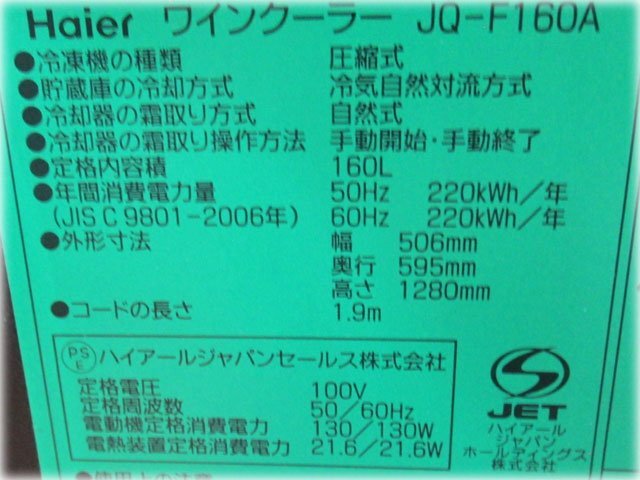 Haier ワインクーラー JQ-F160A
●冷凍機の種類 圧縮式
●貯蔵庫の冷却方式 冷気自然対流方式
●冷却器の霜取り方式 自然式
●冷却器の霜取り操作方法 手動開始・手動終了
●定格内容積 160L
●年間消費電力量 50Hz 220kWh/年
(JIS C 9801-2006年) 60Hz 220kWh/年
●外形寸法 幅 506mm
奥行 595mm
高さ 1280mm
●コードの長さ 1.9m
PSE ハイアールジャパンセールス株式会社
定格電圧 100V
定格周波数 50/60Hz
電動機定格消費電力 130/130W
電熱装置定格消費電力 21.6/21.6W
S
JET
ハイアール
ジャパン
ホールディングス
株式会社
●使用上の注意